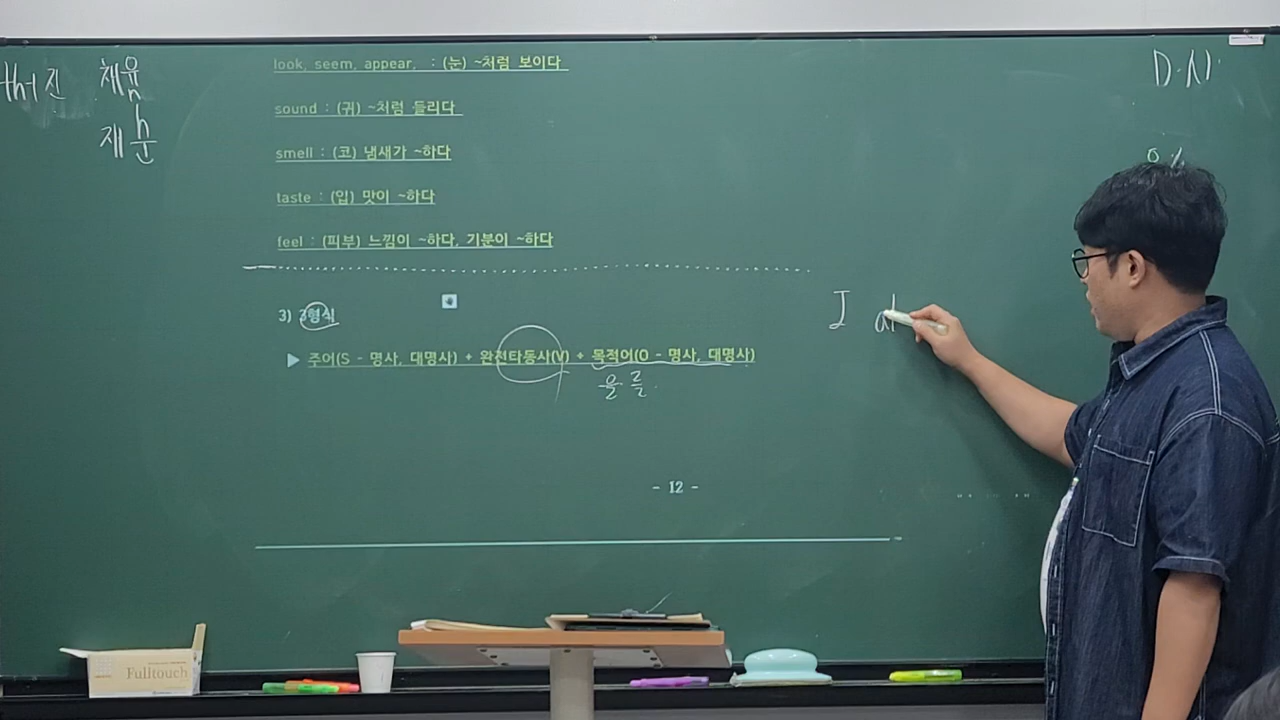 채윤
재훈
look, seem, appear, : (눈) ~처럼 보이다
sound : (귀) ~처럼 들리다
smell : (코) 냄새가 ~하다
taste : (입) 맛이 ~하다
feel : (피부) 느낌이 ~하다, 기분이 ~하다
3) 3형식
▶ 주어(S - 명사, 대명사) + 완전타동사(V) + 목적어(O - 명사, 대명사)
을 를.
- 12 -
I
D.시.
Fulltouch